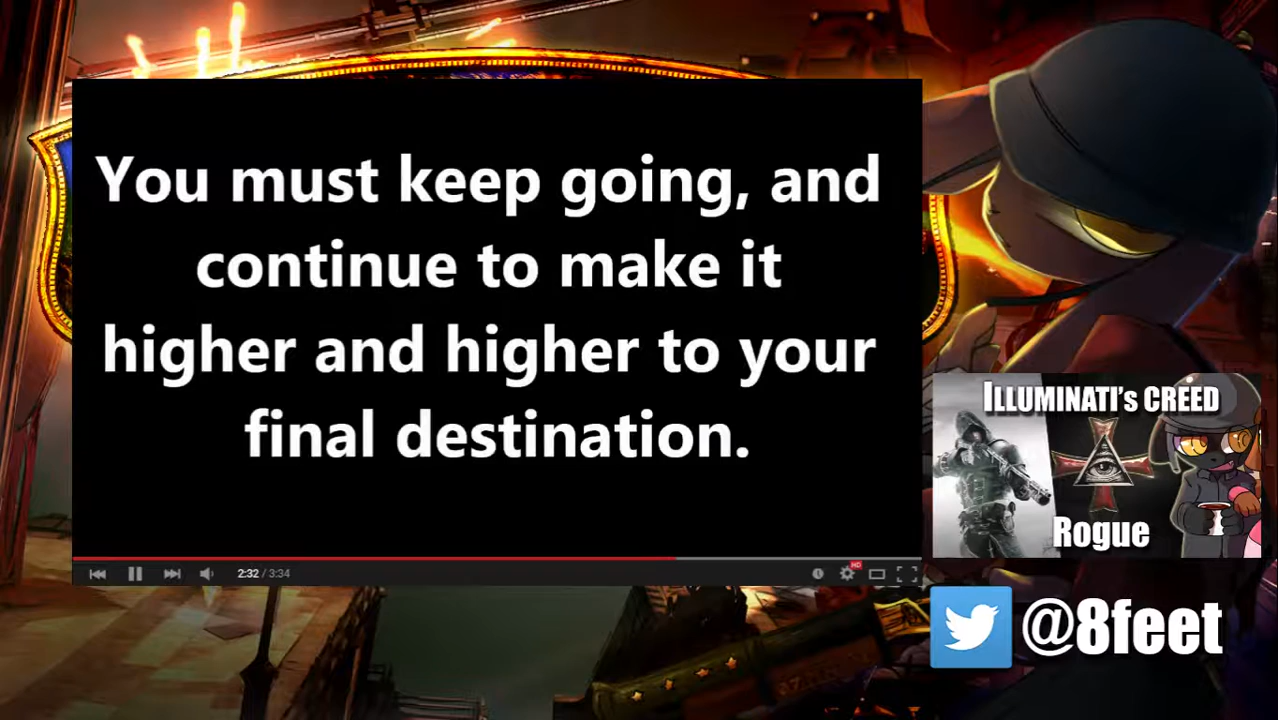 You must keep going, and
continue to make it
higher and higher to your
final destination.
2:32 / 3:34
HD
ILLUMINATI's CREED
Rogue
@8feet